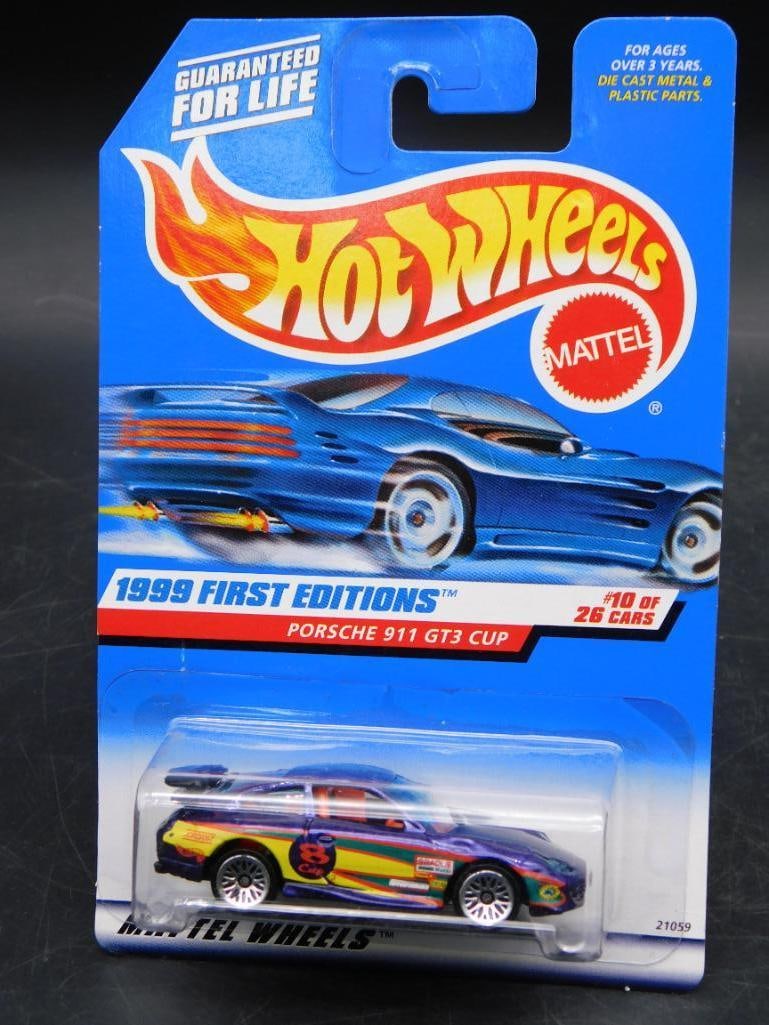 GUARANTEED
FOR LIFE
FOR AGES
OVER 3 YEARS.
DIE CAST METAL &
PLASTIC PARTS.
HOT WHEELS
MATTEL
®
1999 FIRST EDITIONS™
#10 OF
26 CARS
PORSCHE 911 GT3 CUP
8
Cup
21059
WHEELS™